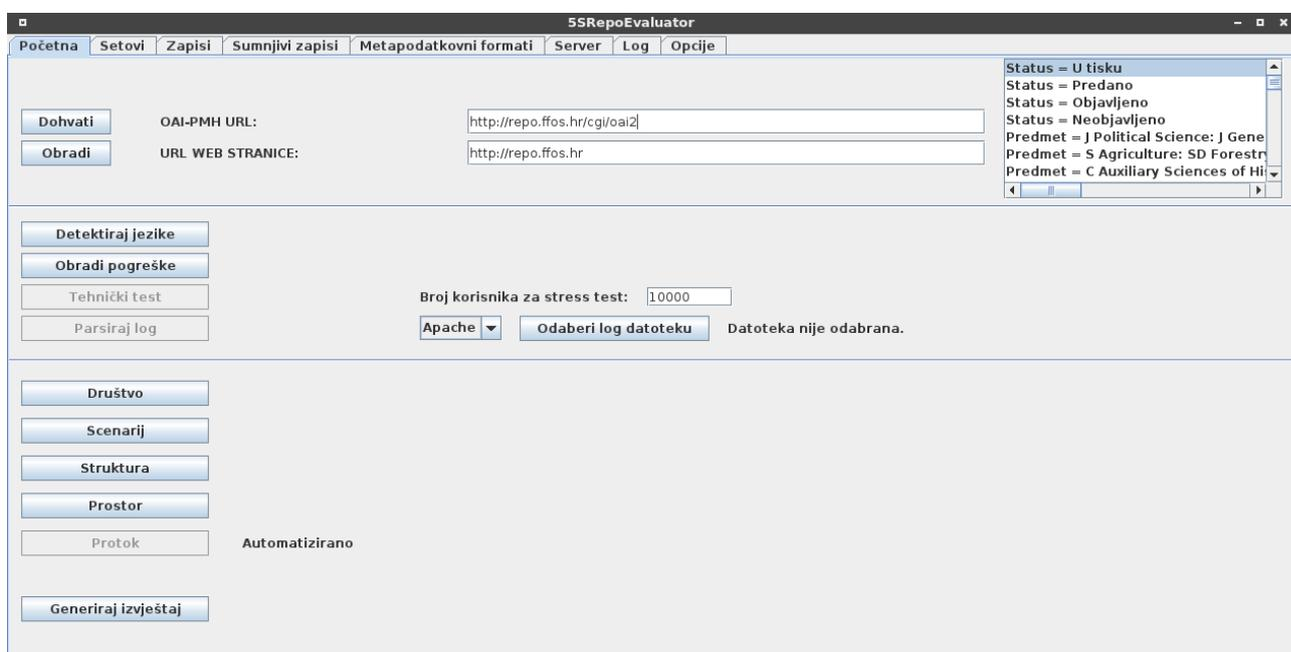 5SRepoEvaluator
Početna Setovi Zapisi Sumnjivi zapisi Metapodatkovni formati Server Log Opcije
Status = U tisku
Status = Predano
Status = Objavljeno
Status = Neobjavljeno
Predmet = J Political Science: J Gene
Predmet = S Agriculture: SD Forestr
Predmet = C Auxiliary Sciences of Hi
Dohvati OAI-PMH URL: http://repo.ffos.hr/cgi/oai2
Obradi URL WEB STRANICE: http://repo.ffos.hr
Detektiraj jezike
Obradi pogreške
Tehnički test Broj korisnika za stress test: 10000
Parsiraj log Apache Odaberi log datoteku Datoteka nije odabrana.
Društvo
Scenarij
Struktura
Prostor
Protok Automatizirano
Generiraj izvještaj